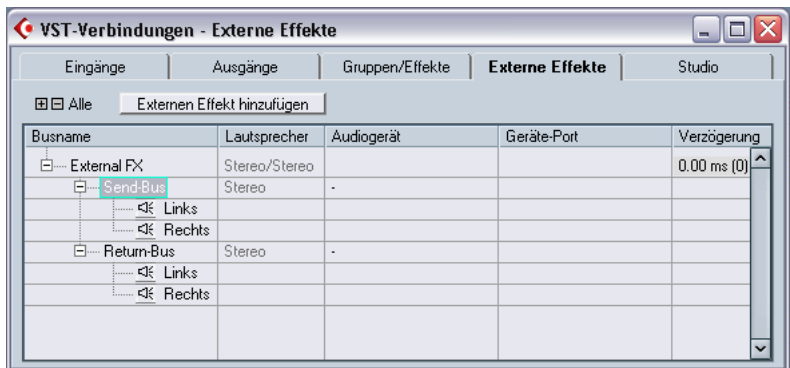 VST-Verbindungen - Externe Effekte
Eingänge Ausgänge Gruppen/Effekte Externe Effekte Studio
Alle Externen Effekt hinzufügen
Busname Lautsprecher Audiogerät Geräte-Port Verzögerung
External FX Stereo/Stereo 0.00 ms (0)
Send-Bus Stereo -
Links
Rechts
Return-Bus Stereo -
Links
Rechts